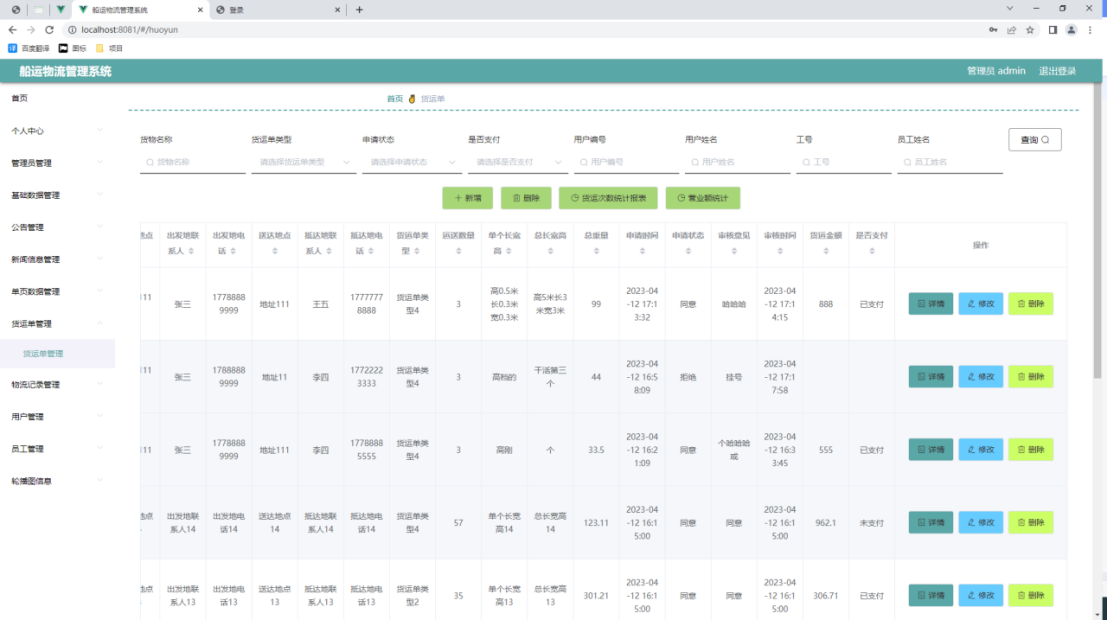 船运物流管理系统
登录
localhost:8081/#/huoyun
百度翻译 图标 项目
船运物流管理系统
管理员 admin 退出登录
首页
个人中心
管理员管理
基础数据管理
公告管理
新闻信息管理
单页数据管理
货运单管理
货运单管理
物流记录管理
用户管理
员工管理
轮播图信息
首页 货运单
货物名称 货运单类型 申请状态 是否支付 用户编号 用户姓名 工号 员工姓名
货物名称 请选择货运单类型 请选择申请状态 请选择是否支付 用户编号 用户姓名 工号 员工姓名 查询
新增 删除 货运次数统计报表 营业额统计
地点 出发地联系人 出发地电话 送达地点 抵达地联系人 抵达地电话 货运单类型 运送数量 单个长宽高 总长宽高 总重量 申请时间 申请状态 审核意见 审核时间 货运金额 是否支付 操作
111 张三 17788889999 地址111 王五 17777778888 货运单类型4 3 高0.5米长0.3米宽0.3米 高5米长3米宽3米 99 2023-04-12 17:13:32 同意 哈哈哈 2023-04-12 17:14:15 888 已支付 详情 修改 删除
111 张三 17888889999 地址11 李四 17722223333 货运单类型4 3 高档的 干活第三个 44 2023-04-12 16:58:09 拒绝 挂号 2023-04-12 17:17:58 详情 修改 删除
111 张三 17788889999 地址111 李四 17788885555 货运单类型4 3 高刚 个 33.5 2023-04-12 16:21:09 同意 个哈哈哈或 2023-04-12 16:33:45 555 已支付 详情 修改 删除
地点 出发地联系人14 出发地电话14 送达地点14 抵达地联系人14 抵达地电话14 货运单类型4 57 单个长宽高14 总长宽高14 123.11 2023-04-12 16:15:00 同意 同意 2023-04-12 16:15:00 962.1 未支付 详情 修改 删除
地点 出发地联系人13 出发地电话13 送达地点13 抵达地联系人13 抵达地电话13 货运单类型2 35 单个长宽高13 总长宽高13 301.21 2023-04-12 16:15:00 同意 同意 2023-04-12 16:15:00 306.71 已支付 详情 修改 删除